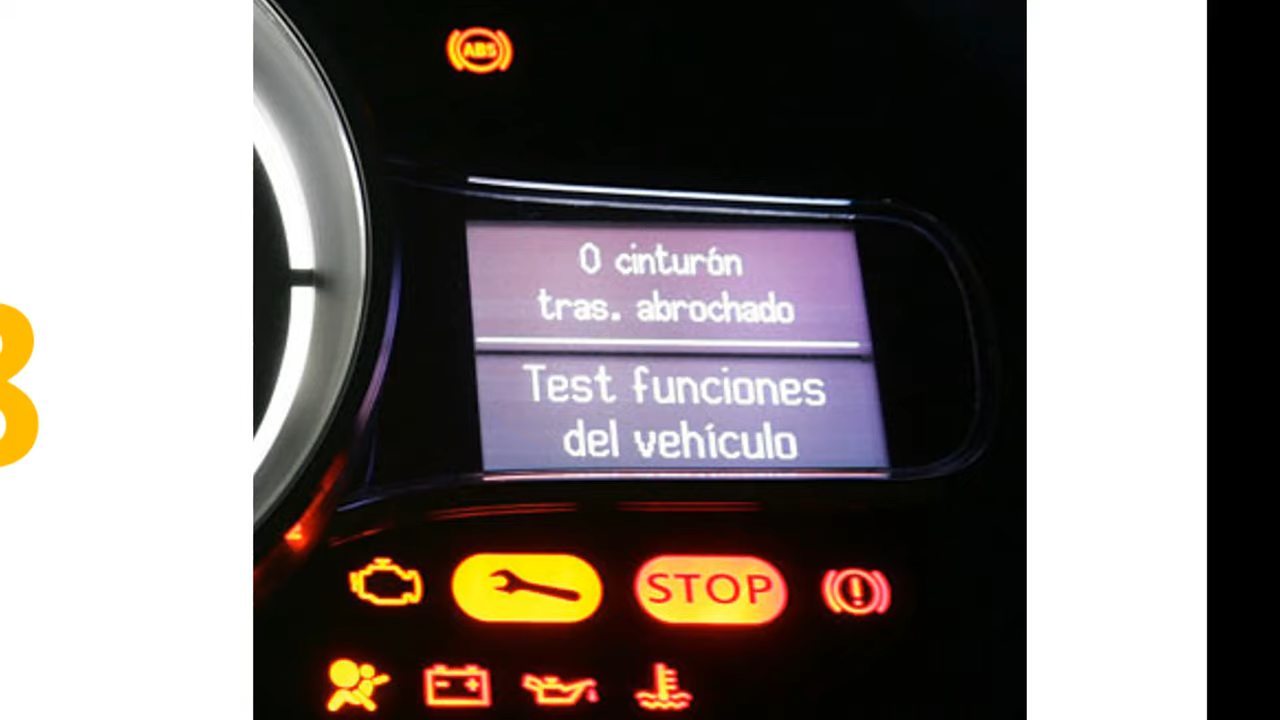 ABS
0 cinturón
tras. abrochado
Test funciones
del vehículo
STOP